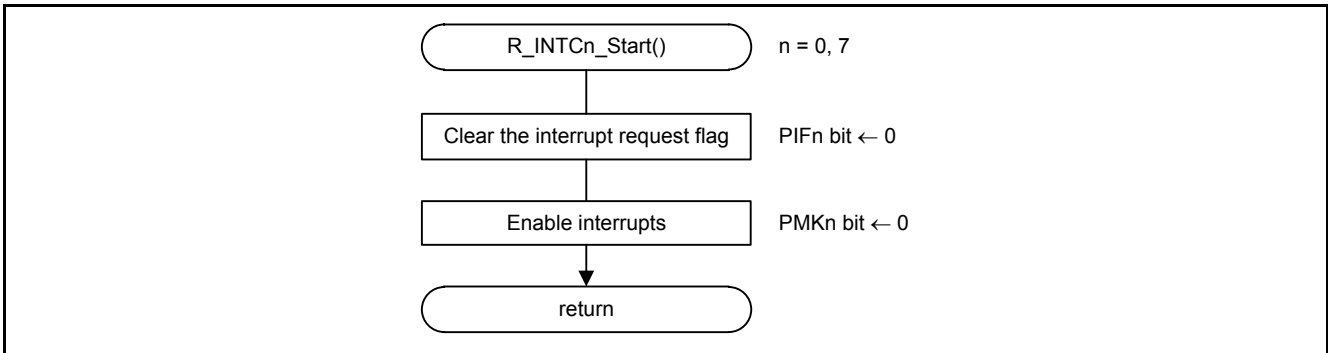 R_INTCn_Start() n = 0, 7
Clear the interrupt request flag PIFn bit ← 0
Enable interrupts PMKn bit ← 0
return